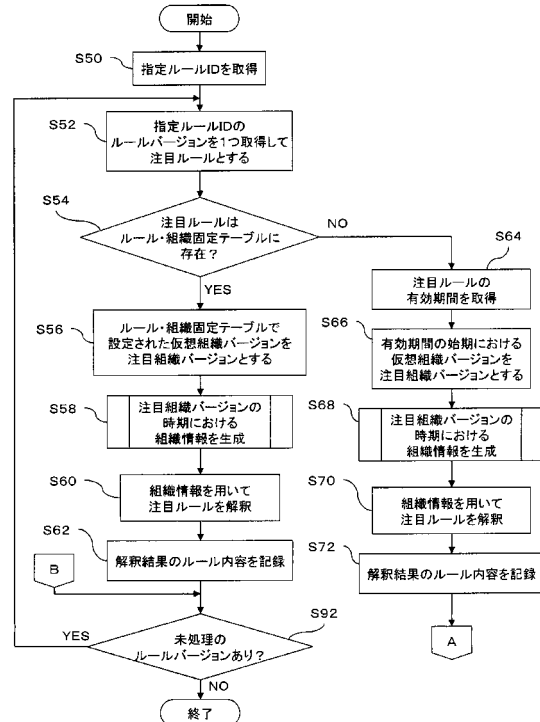 開始
S50
指定ルールIDを取得
S52
指定ルールIDの
ルールバージョンを1つ取得して
注目ルールとする
S54
注目ルールは
ルール・組織固定テーブルに
存在？
NO
YES
S56
ルール・組織固定テーブルで
設定された仮想組織バージョンを
注目組織バージョンとする
S58
注目組織バージョンの
時期における
組織情報を生成
S60
組織情報を用いて
注目ルールを解釈
S62
解釈結果のルール内容を記録
B
S92
YES
未処理の
ルールバージョンあり？
NO
終了
S64
注目ルールの
有効期間を取得
S66
有効期間の始期における
仮想組織バージョンを
注目組織バージョンとする
S68
注目組織バージョンの
時期における
組織情報を生成
S70
組織情報を用いて
注目ルールを解釈
S72
解釈結果のルール内容を記録
A